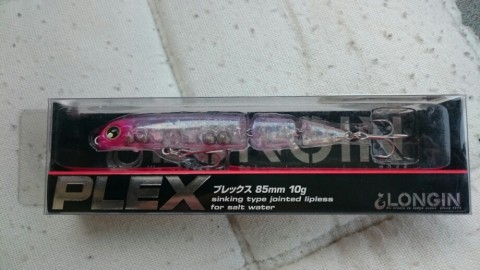 PLEX
プレックス 85mm 10g
sinking type jointed lipless
for salt water
LONGIN